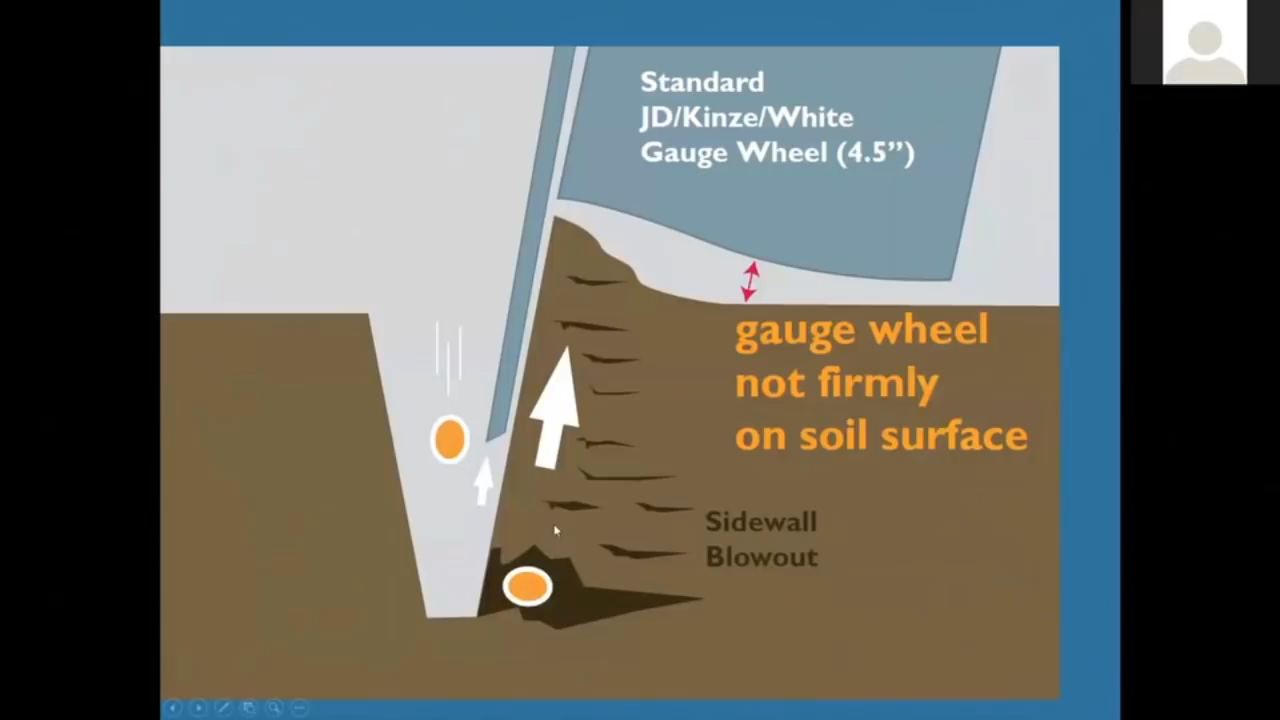 Standard
JD/Kinze/White
Gauge Wheel (4.5”)
gauge wheel
not firmly
on soil surface
Sidewall
Blowout